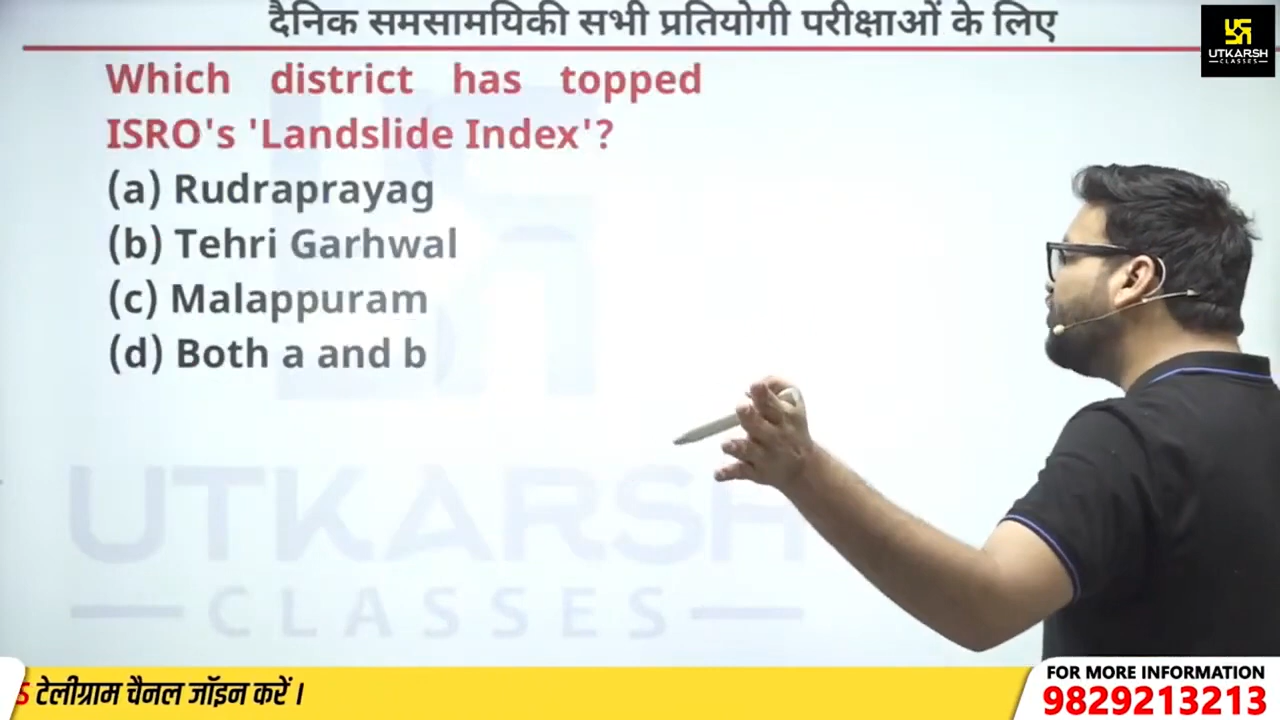 दैनिक समसामयिकी सभी प्रतियोगी परीक्षाओं के लिए
UTKARSH
CLASSES
Which district has topped
ISRO's 'Landslide Index'?
(a) Rudraprayag
(b) Tehri Garhwal
(c) Malappuram
(d) Both a and b
UTKARSH
CLASSES
S टेलीग्राम चैनल जॉइन करें ।
FOR MORE INFORMATION
9829213213